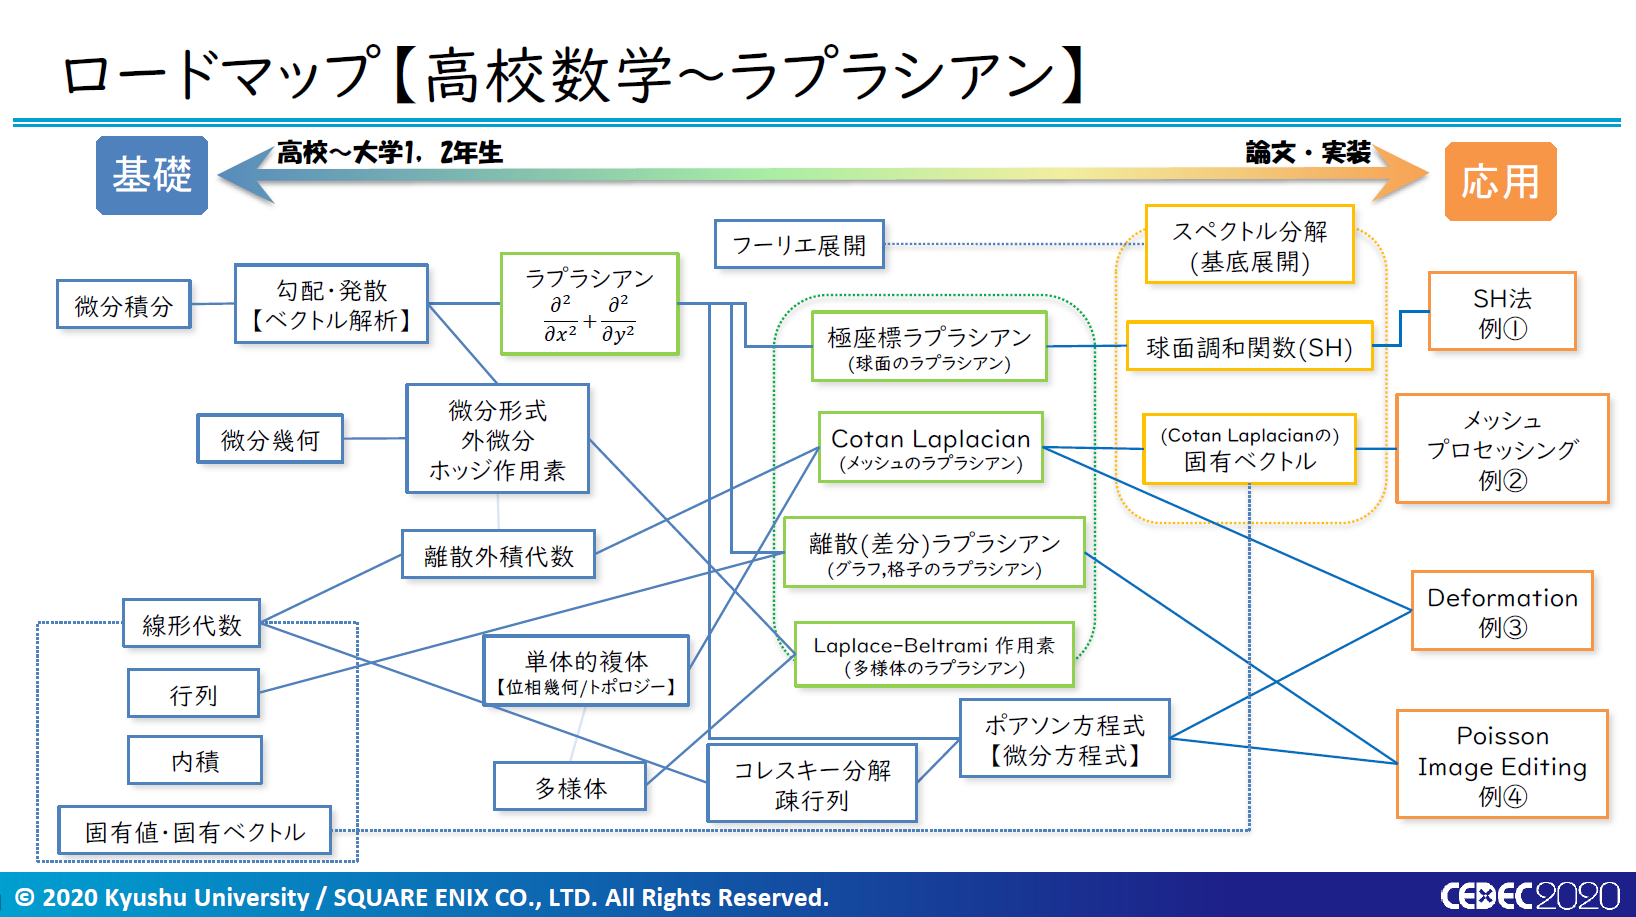 ロードマップ【高校数学～ラプラシアン】
基礎
高校～大学1，2年生
論文・実装
応用
フーリエ展開
スペクトル分解
(基底展開)
微分積分
勾配・発散
【ベクトル解析】
ラプラシアン
∂²/∂x² + ∂²/∂y²
極座標ラプラシアン
(球面のラプラシアン)
球面調和関数(SH)
SH法
例①
微分幾何
微分形式
外微分
ホッジ作用素
Cotan Laplacian
(メッシュのラプラシアン)
(Cotan Laplacianの)
固有ベクトル
メッシュ
プロセッシング
例②
離散外積代数
離散(差分)ラプラシアン
(グラフ,格子のラプラシアン)
線形代数
行列
内積
固有値・固有ベクトル
単体的複体
【位相幾何/トポロジー】
多様体
Laplace-Beltrami 作用素
(多様体のラプラシアン)
コレスキー分解
疎行列
ポアソン方程式
【微分方程式】
Deformation
例③
Poisson
Image Editing
例④
© 2020 Kyushu University / SQUARE ENIX CO., LTD. All Rights Reserved.
CEDEC2020